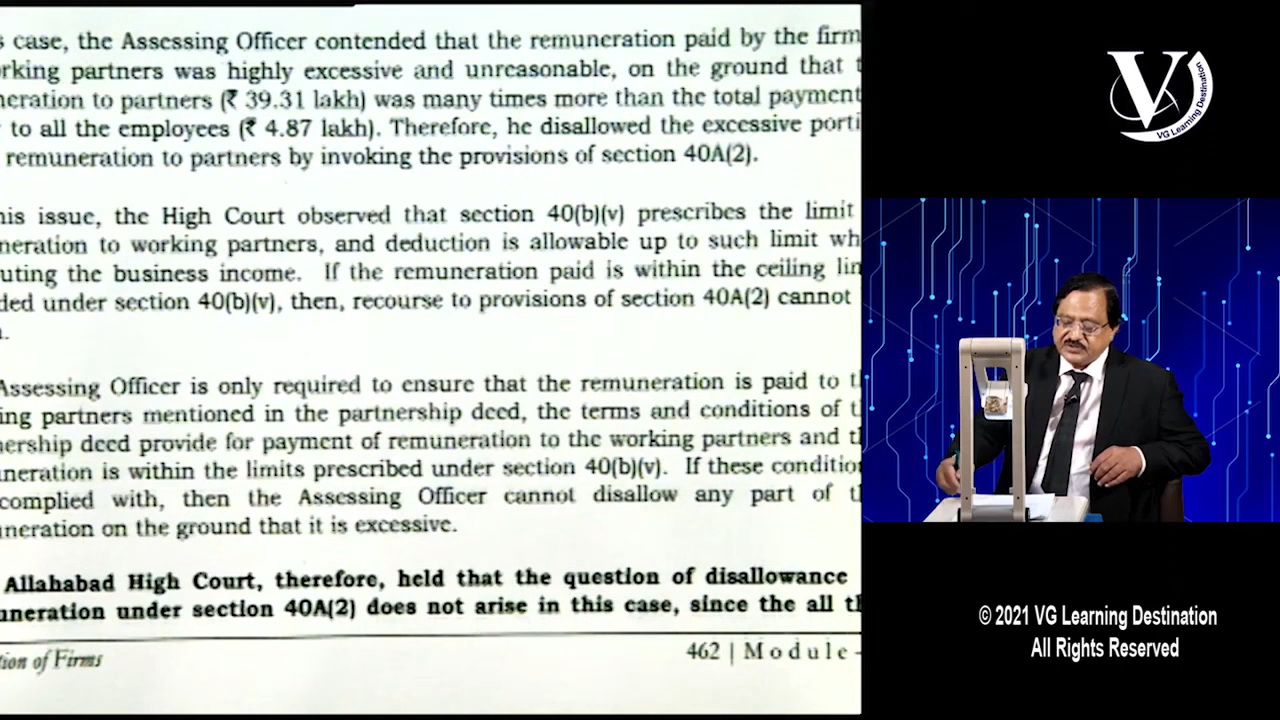 s case, the Assessing Officer contended that the remuneration paid by the firm
rking partners was highly excessive and unreasonable, on the ground that t
neration to partners (₹ 39.31 lakh) was many times more than the total payment
to all the employees (₹ 4.87 lakh). Therefore, he disallowed the excessive porti
remuneration to partners by invoking the provisions of section 40A(2).
his issue, the High Court observed that section 40(b)(v) prescribes the limit
neration to working partners, and deduction is allowable up to such limit wh
uting the business income. If the remuneration paid is within the ceiling lim
ded under section 40(b)(v), then, recourse to provisions of section 40A(2) cannot
Assessing Officer is only required to ensure that the remuneration is paid to th
ing partners mentioned in the partnership deed, the terms and conditions of th
nership deed provide for payment of remuneration to the working partners and th
neration is within the limits prescribed under section 40(b)(v). If these condition
complied with, then the Assessing Officer cannot disallow any part of th
neration on the ground that it is excessive.
Allahabad High Court, therefore, held that the question of disallowance
uneration under section 40A(2) does not arise in this case, since the all th
tion of Firms
462 | Module -
V
VG Learning Destination
© 2021 VG Learning Destination
All Rights Reserved